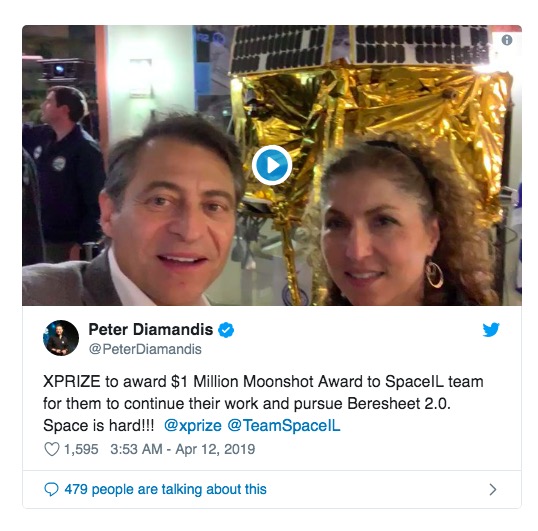 Peter Diamandis
@PeterDiamandis
XPRIZE to award $1 Million Moonshot Award to SpaceIL team
for them to continue their work and pursue Beresheet 2.0.
Space is hard!!! @xprize @TeamSpaceIL
1,595 3:53 AM - Apr 12, 2019
479 people are talking about this